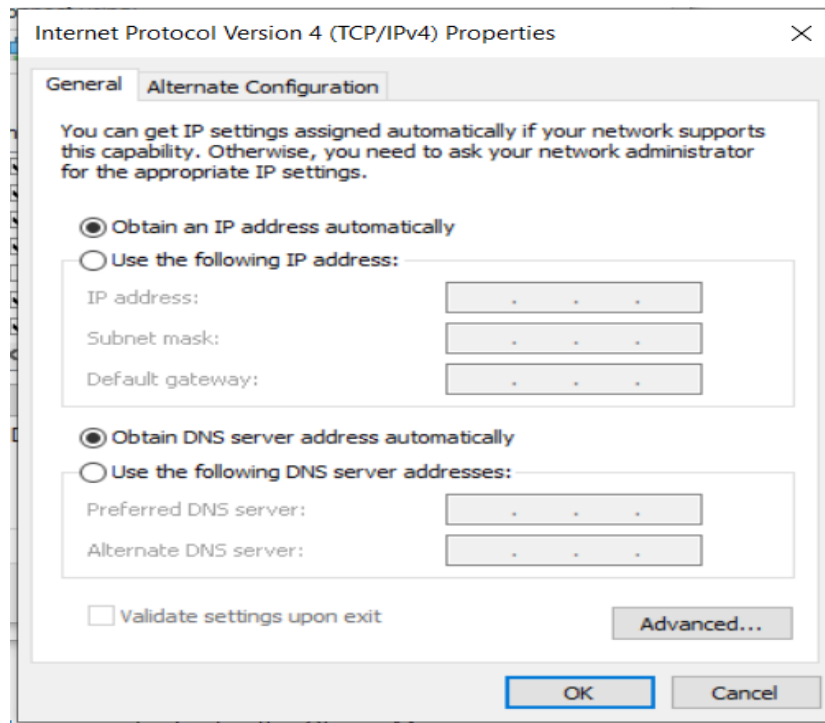 Internet Protocol Version 4 (TCP/IPv4) Properties
General
Alternate Configuration
You can get IP settings assigned automatically if your network supports
this capability. Otherwise, you need to ask your network administrator
for the appropriate IP settings.
Obtain an IP address automatically
Use the following IP address:
IP address:
Subnet mask:
Default gateway:
Obtain DNS server address automatically
Use the following DNS server addresses:
Preferred DNS server:
Alternate DNS server:
Validate settings upon exit
Advanced...
OK
Cancel